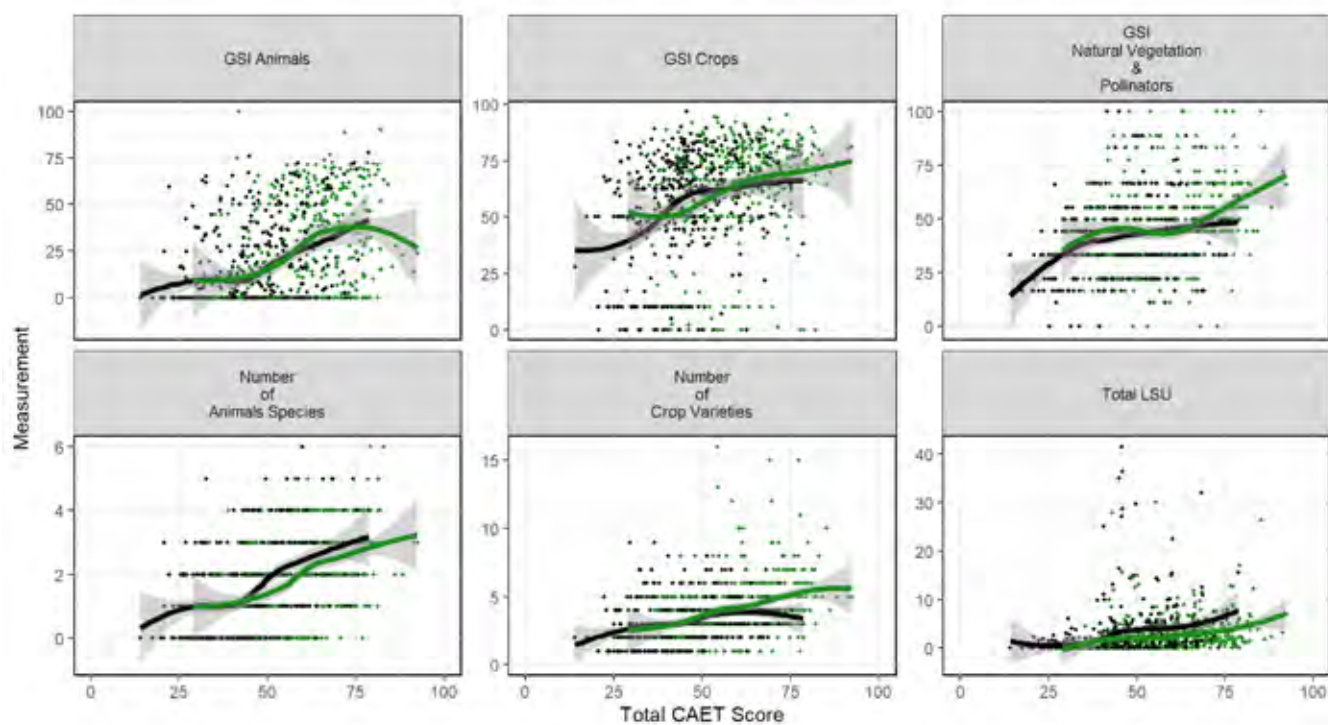 GSI Animals
GSI Crops
GSI
Natural Vegetation
&
Pollinators
100
75
50
25
0
100
75
50
25
0
100
75
50
25
0
Measurement
Number
of
Animals Species
Number
of
Crop Varieties
Total LSU
6
4
2
0
15
10
5
0
40
30
20
10
0
0 25 50 75 100
0 25 50 75 100
0 25 50 75 100
Total CAET Score